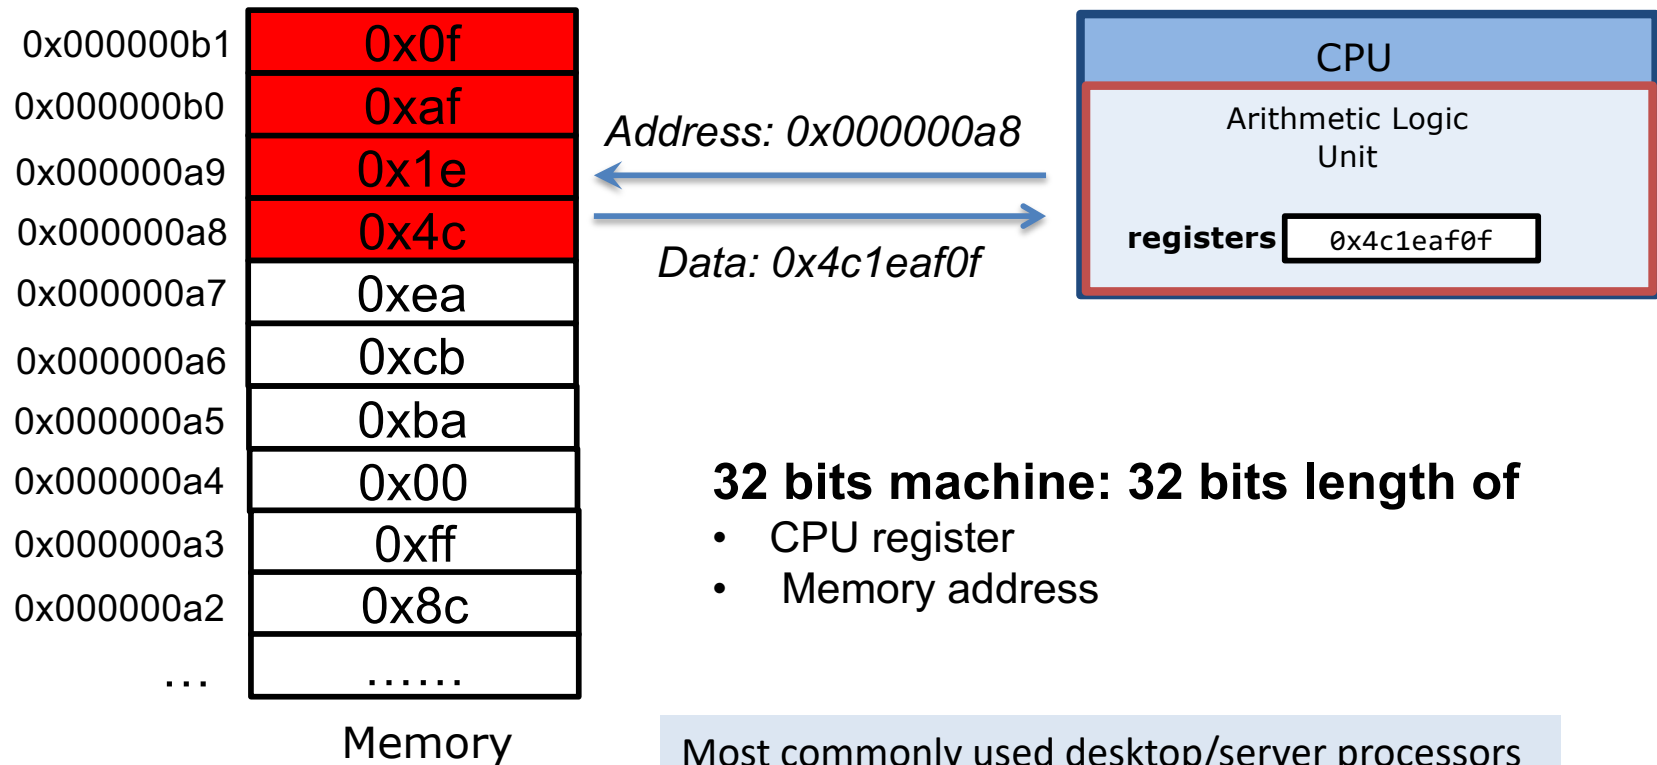 0x000000b1 0x0f
0x000000b0 0xaf
0x000000a9 0x1e
0x000000a8 0x4c
0x000000a7 0xea
0x000000a6 0xcb
0x000000a5 0xba
0x000000a4 0x00
0x000000a3 0xff
0x000000a2 0x8c
... ......
Memory
Address: 0x000000a8
Data: 0x4c1eaf0f
CPU
Arithmetic Logic
Unit
registers 0x4c1eaf0f
32 bits machine: 32 bits length of
• CPU register
• Memory address
Most commonly used desktop/server processors